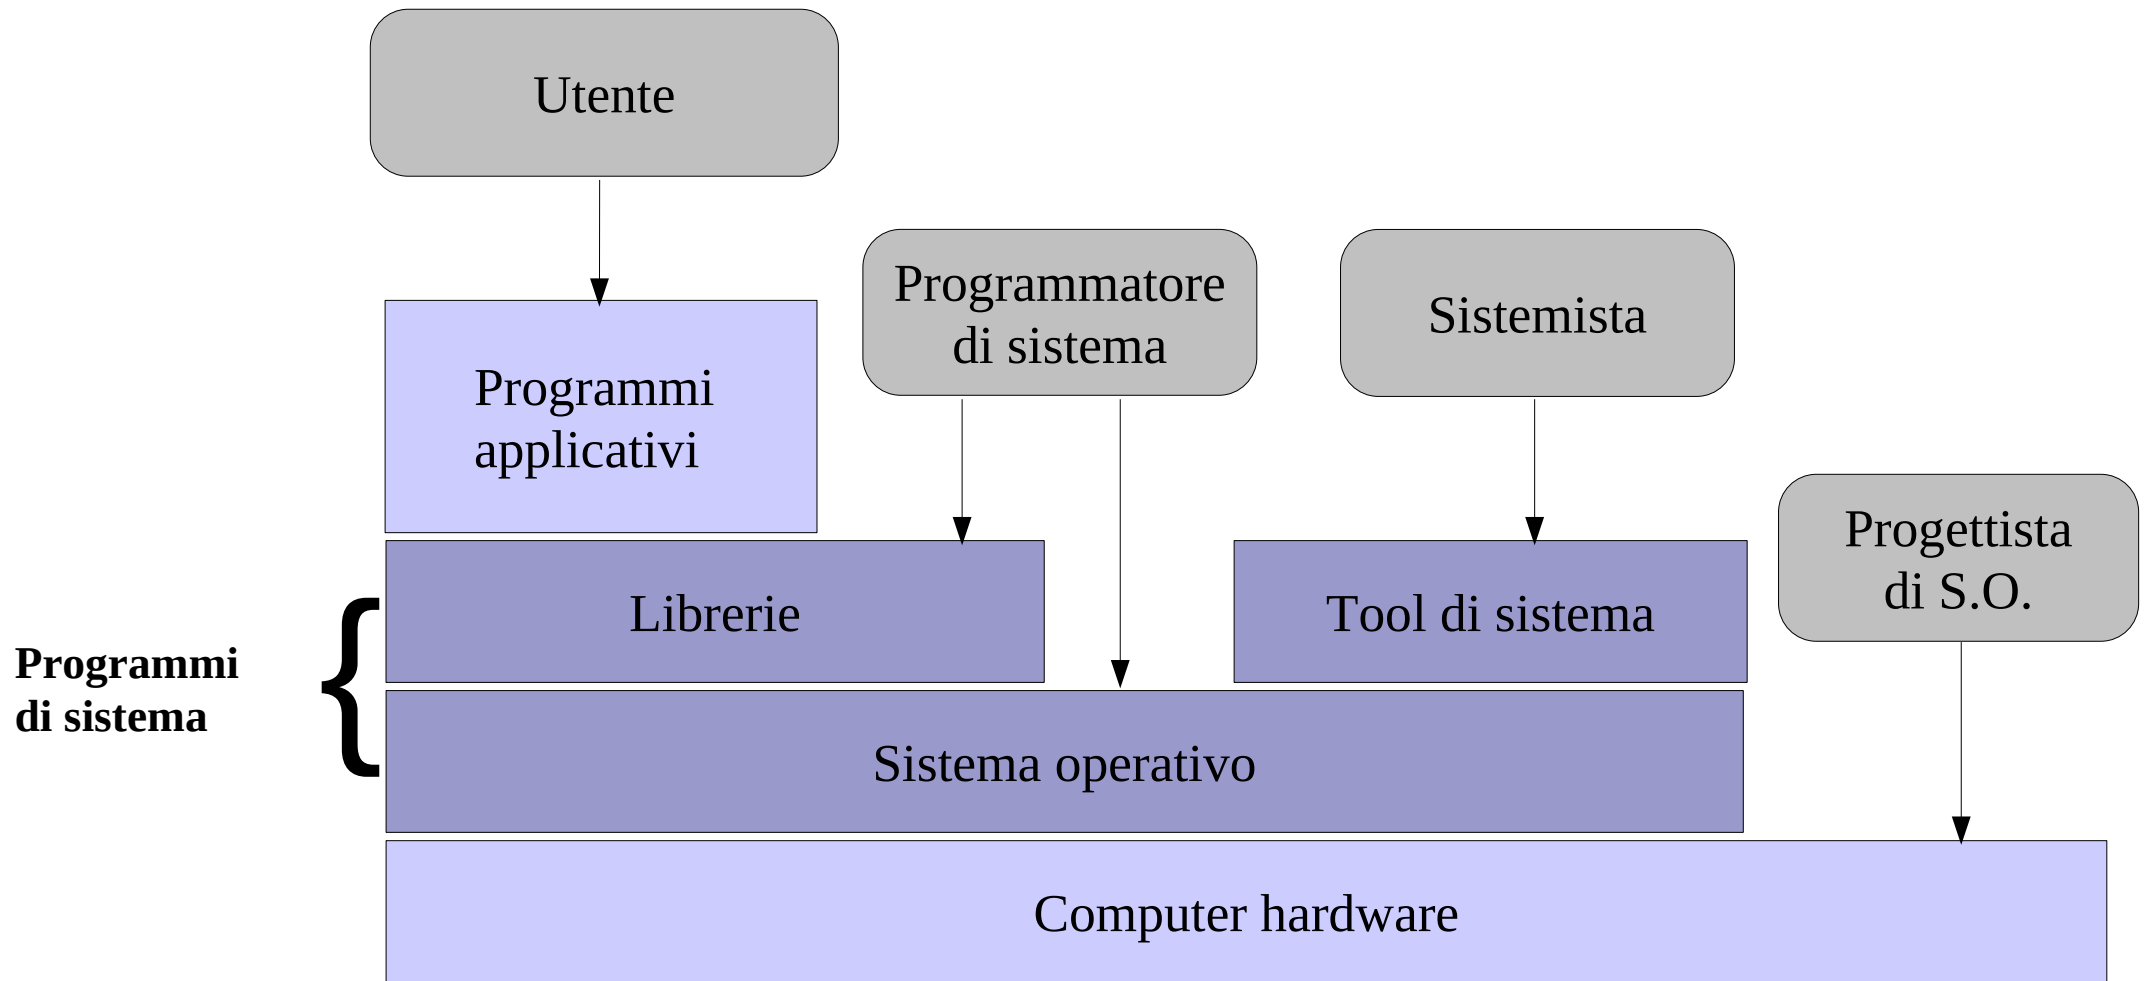 Utente
Programmatore
di sistema
Sistemista
Programmi
applicativi
Progettista
di S.O.
Librerie
Tool di sistema
Programmi
di sistema
{
Sistema operativo
Computer hardware